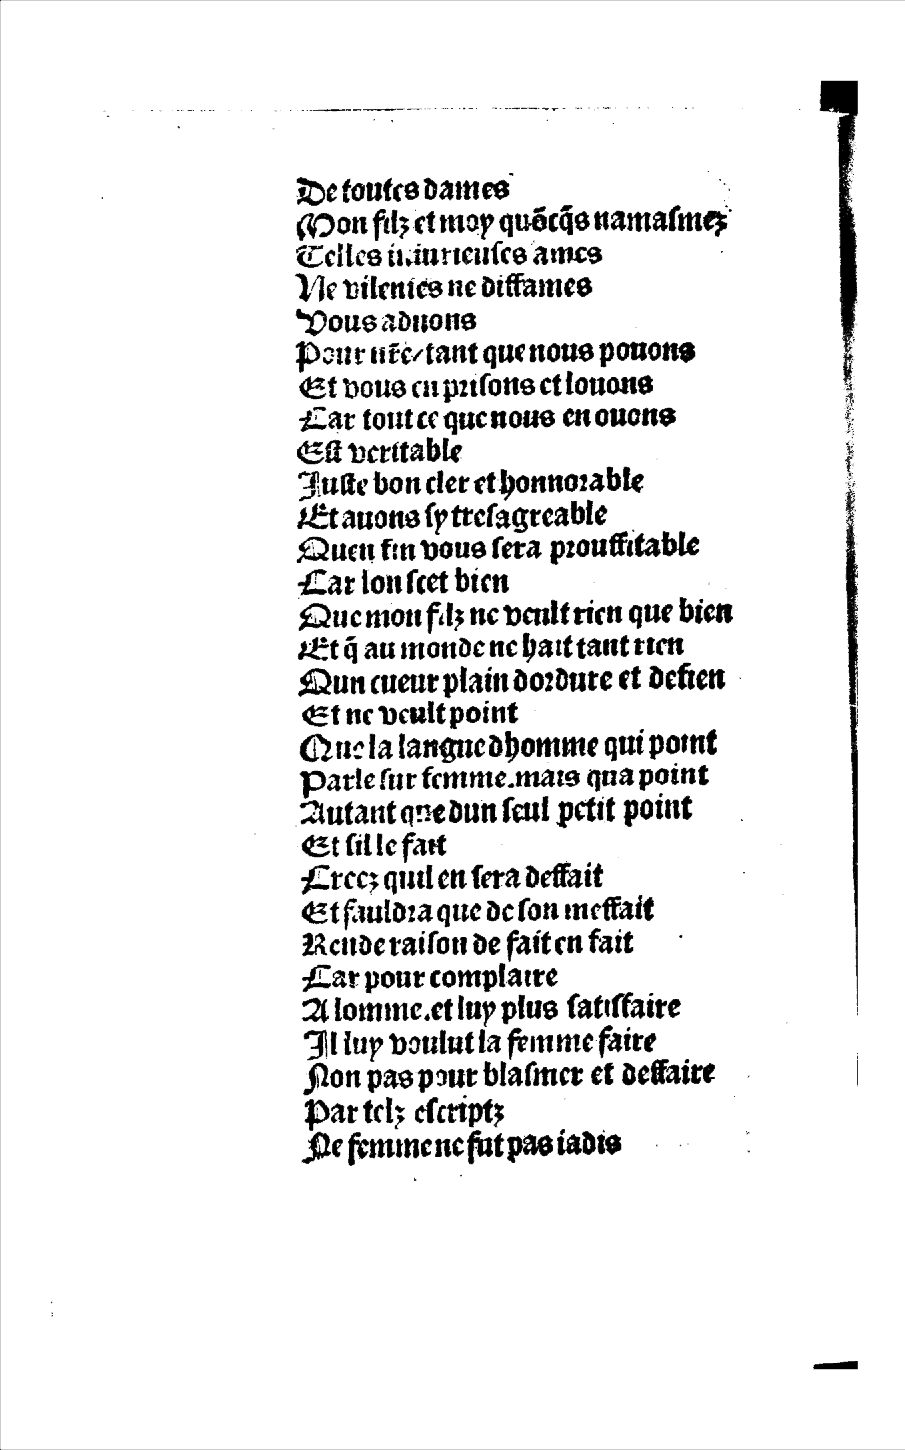 De toutes dames
Mon filz et moy quõcq̃s namasmez
Telles iniurieuses ames
Ne vilenies ne diffames
Vous aduons
Pour nr̃e/tant que nous pouons
Et vous en prisons et louons
Car tout ce que nous en ouons
Est veritable
Juste bon cler et honnorable
Et auons sy tresagreable
Quen fin vous sera prouffitable
Car lon scet bien
Que mon filz ne veult rien que bien
Et q̃ au monde ne hait tant rien
Qun cueur plain dordure et de fien
Et ne veult point
Que la langue dhomme qui point
Parle sur femme.mais qua point
Autant que dun seul petit point
Et sil le fait
Creez quil en sera deffait
Et fauldra que de son meffait
Rende raison de fait en fait
Car pour complaire
A lomme.et luy plus satisfaire
Il luy voulut la femme faire
Non pas pour blasmer et deffaire
Par telz escriptz
De femme ne fut pas iadis